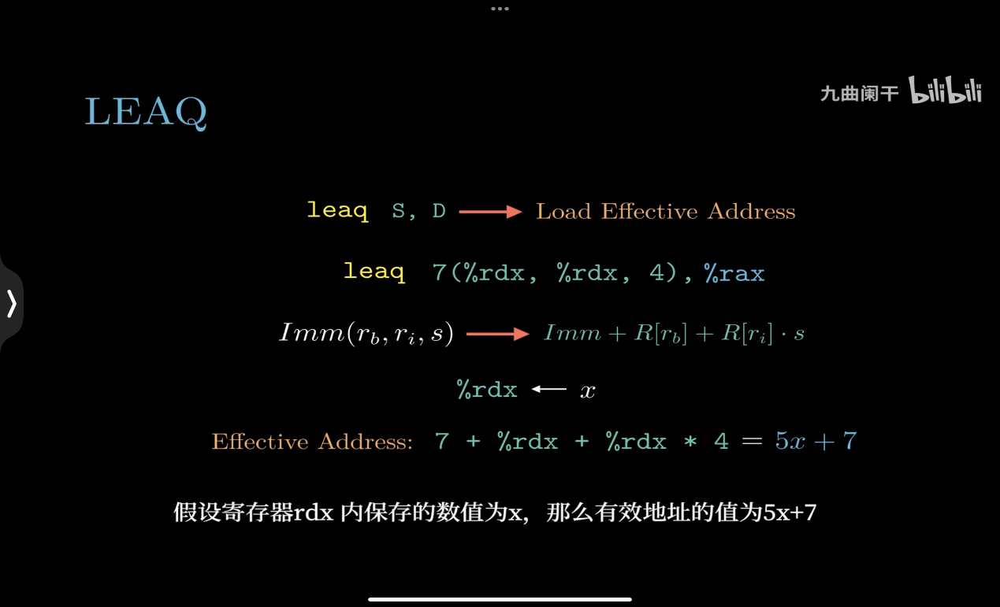 九曲阑干 bilibili
LEAQ
leaq S, D → Load Effective Address
leaq 7(%rdx, %rdx, 4), %rax
Imm(r_b, r_i, s) → Imm + R[r_b] + R[r_i] · s
%rdx ← x
Effective Address: 7 + %rdx + %rdx * 4 = 5x + 7
假设寄存器rdx 内保存的数值为x，那么有效地址的值为5x+7